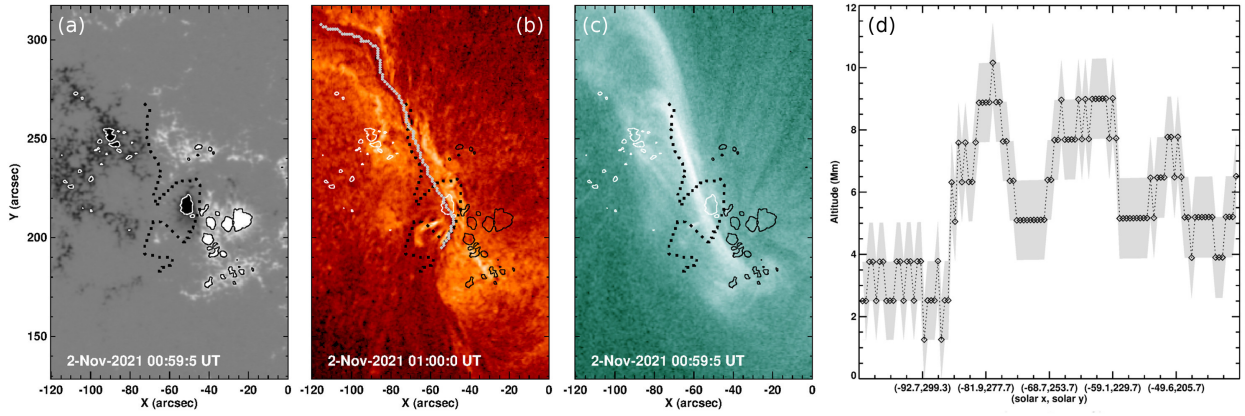 (a)
300
250
200
150
Y (arcsec)
2-Nov-2021 00:59:5 UT
-120 -100 -80 -60 -40 -20 0
X (arcsec)
(b)
2-Nov-2021 01:00:0 UT
-120 -100 -80 -60 -40 -20 0
X (arcsec)
(c)
2-Nov-2021 00:59:5 UT
-120 -100 -80 -60 -40 -20 0
X (arcsec)
(d)
12
10
8
6
4
2
0
Altitude (Mm)
(-92.7,299.3) (-81.9,277.7) (-68.7,253.7) (-59.1,229.7) (-49.6,205.7)
(solar x, solar y)